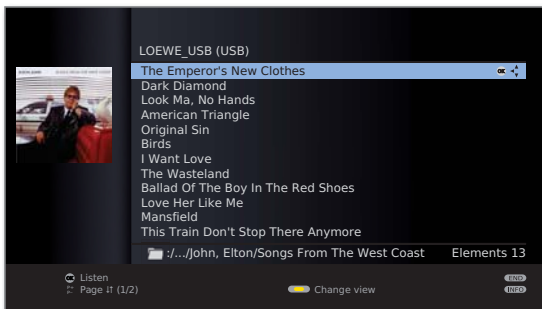 LOEWE_USB (USB)
The Emperor's New Clothes
OK
Dark Diamond
Look Ma, No Hands
American Triangle
Original Sin
Birds
I Want Love
The Wasteland
Ballad Of The Boy In The Red Shoes
Love Her Like Me
Mansfield
This Train Don't Stop There Anymore
:/.../John, Elton/Songs From The West Coast Elements 13
OK Listen END
Page ↓↑ (1/2) Change view INFO